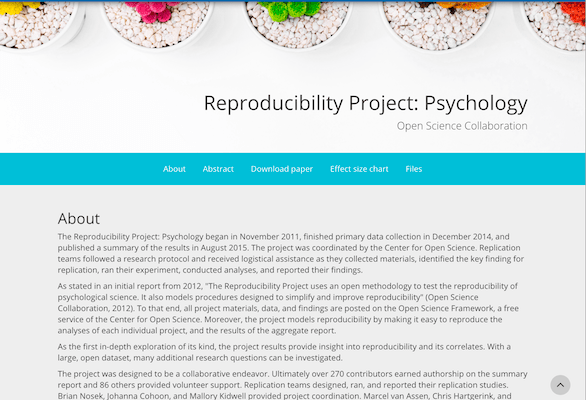 Reproducibility Project: Psychology
Open Science Collaboration
About Abstract Download paper Effect size chart Files
About
The Reproducibility Project: Psychology began in November 2011, finished primary data collection in December 2014, and
published a summary of the results in August 2015. The project was coordinated by the Center for Open Science. Replication
teams followed a research protocol and received logistical assistance as they collected materials, identified the key finding for
replication, ran their experiment, conducted analyses, and reported their findings.
As stated in an initial report from 2012, "The Reproducibility Project uses an open methodology to test the reproducibility of
psychological science. It also models procedures designed to simplify and improve reproducibility" (Open Science
Collaboration, 2012). To that end, all project materials, data, and findings are posted on the Open Science Framework, a free
service of the Center for Open Science. Moreover, the project models reproducibility by making it easy to reproduce the
analyses of each individual project, and the results of the aggregate report.
As the first in-depth exploration of its kind, the project results provide insight into reproducibility and its correlates. With a
large, open dataset, many additional research questions can be investigated.
The project was designed to be a collaborative endeavor. Ultimately over 270 contributors earned authorship on the summary
report and 86 others provided volunteer support. Replication teams designed, ran, and reported their replication studies.
Brian Nosek, Johanna Cohoon, and Mallory Kidwell provided project coordination. Marcel van Assen, Chris Hartgerink, and